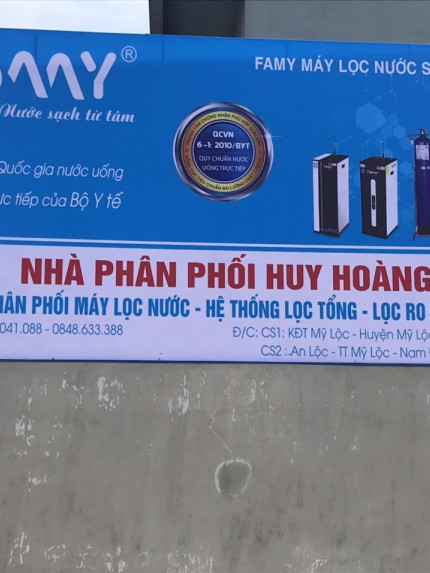 AMY®
FAMY MÁY LỌC NƯỚC S
Nước sạch từ tâm
QCVN
6 -1: 2010/BYT
QUY CHUẨN NƯỚC
UỐNG TRỰC TIẾP
Quốc gia nước uống
ực tiếp của Bộ Y tế
NHÀ PHÂN PHỐI HUY HOÀNG
HÂN PHỐI MÁY LỌC NƯỚC - HỆ THỐNG LỌC TỔNG - LỌC RO
041.088 - 0848.633.388
Đ/C: CS1: KĐT Mỹ Lộc - Huyện Mỹ Lộ
CS2 : An Lộc - TT Mỹ Lộc - Nam